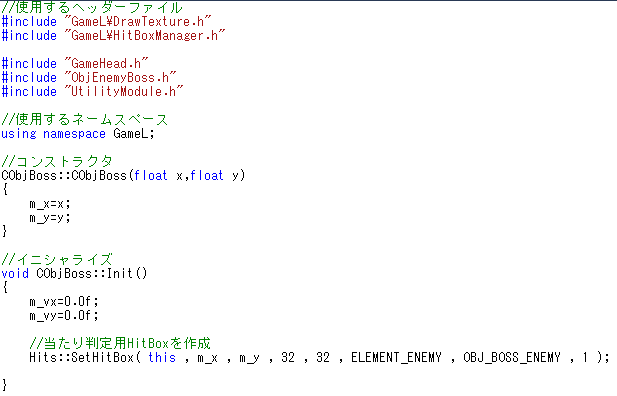 //使用するヘッダーファイル
#include "GameL¥DrawTexture.h"
#include "GameL¥HitBoxManager.h"
#include "GameHead.h"
#include "ObjEnemyBoss.h"
#include "UtilityModule.h"
//使用するネームスペース
using namespace GameL;
//コンストラクタ
CObjBoss::CObjBoss(float x,float y)
{
m_x=x;
m_y=y;
}
//イニシャライズ
void CObjBoss::Init()
{
m_vx=0.0f;
m_vy=0.0f;
//当たり判定用HitBoxを作成
Hits::SetHitBox( this , m_x , m_y , 32 , 32 , ELEMENT_ENEMY , OBJ_BOSS_ENEMY , 1 );
}